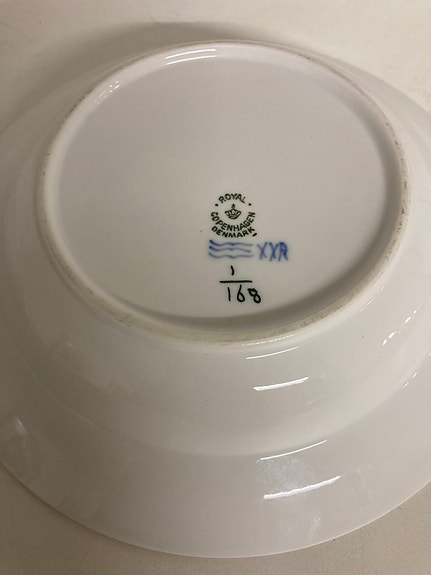 ROYAL
COPENHAGEN
DENMARK
XXR
1
168